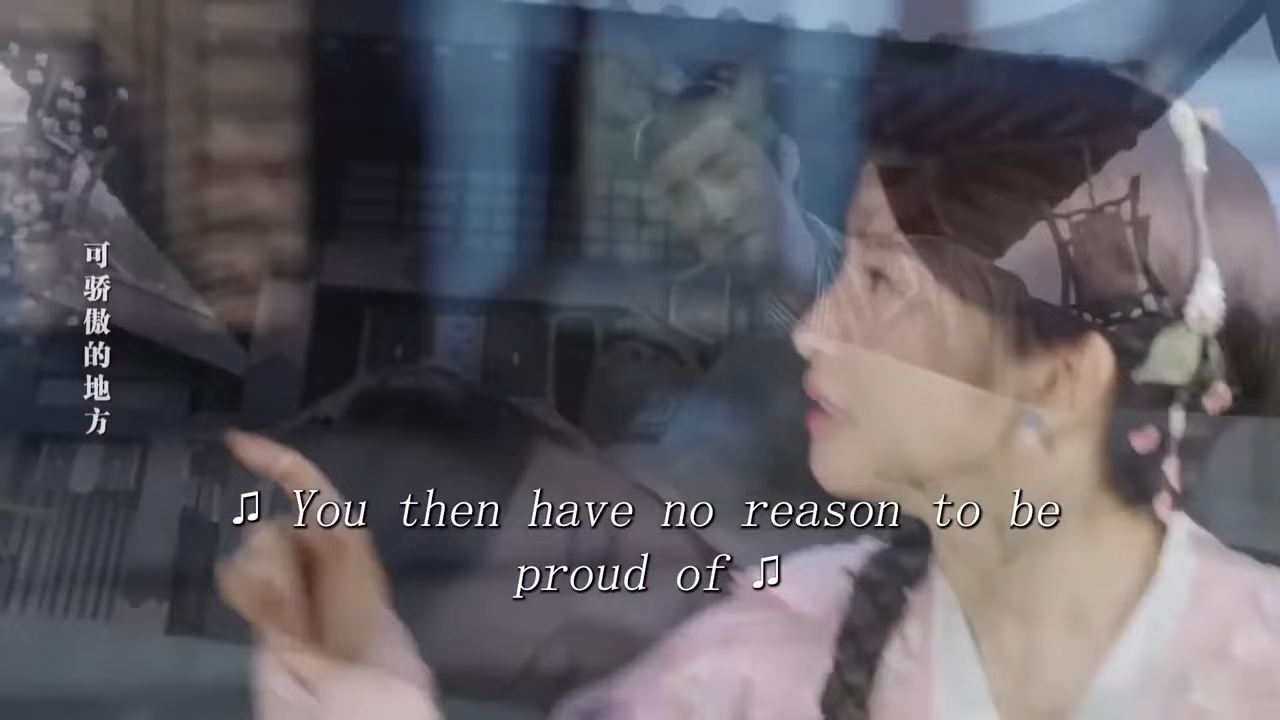 可骄傲的地方
♫ You then have no reason to be
proud of ♫